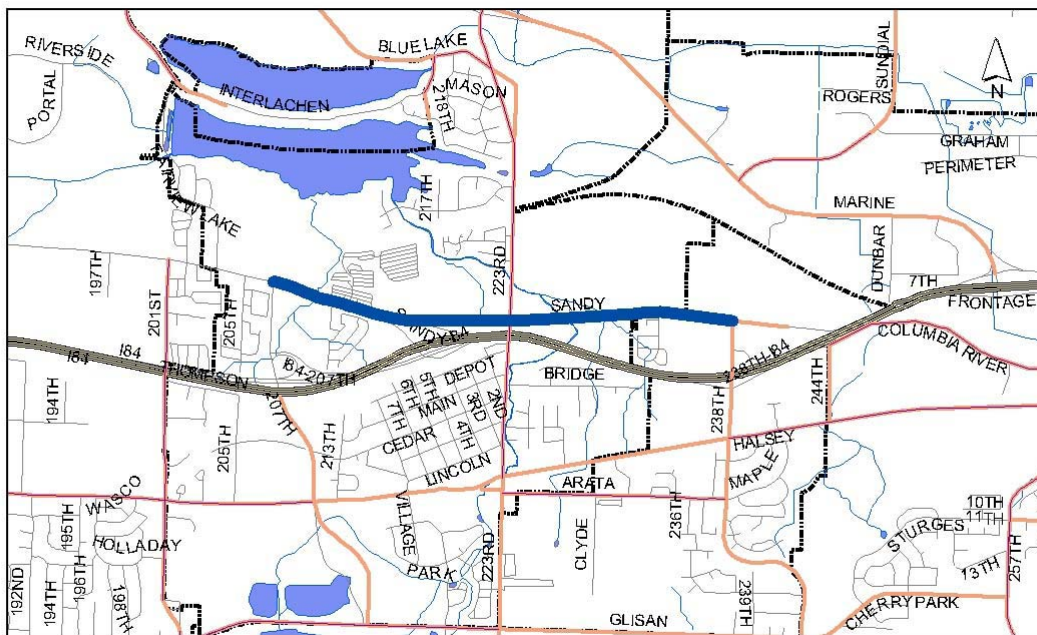 BLUE LAKE
RIVERSIDE
SUNDIAL
PORTAL
INTERLACHEN
MASON
218TH
ROGERS
N
GRAHAM
PERIMETER
217TH
MARINE
223RD
DUNBAR
7TH
FRONTAGE
197TH
201ST
205TH
SANDY
SANDY-I84
COLUMBIA RIVER
I84
I84
THOMPSON
I84-207TH
238TH-I84
244TH
BRIDGE
DEPOT
5TH
6TH
MAIN
2ND
3RD
7TH
4TH
CEDAR
LINCOLN
194TH
207TH
205TH
213TH
238TH
HALSEY
MAPLE
ARATA
WASCO
195TH
HOLLADAY
196TH
194TH
192ND
198TH
VILLAGE
PARK
223RD
CLYDE
236TH
239TH
GLISAN
10TH
11TH
STURGES
13TH
257TH
CHERRY PARK